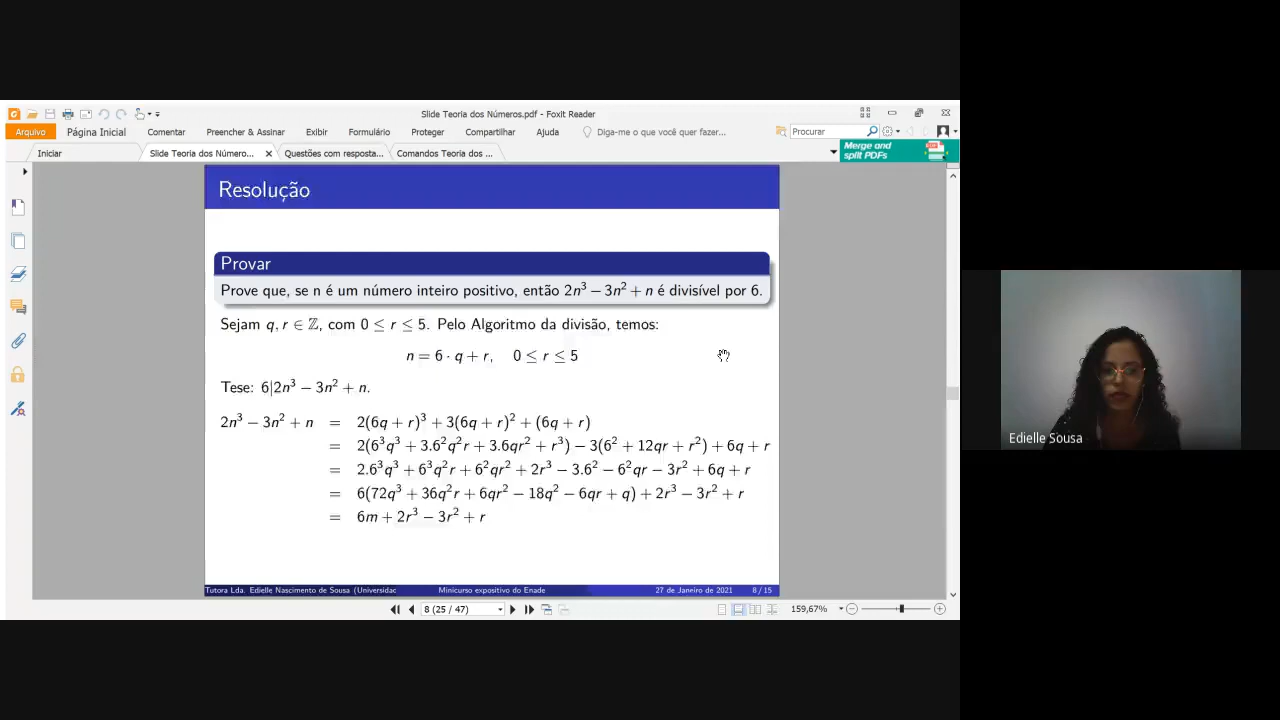 Slide Teoria dos Números.pdf - Foxit Reader
Arquivo Página Inicial Comentar Preencher & Assinar Exibir Formulário Proteger Compartilhar Ajuda Diga-me o que você quer fazer... Procurar
Iniciar Slide Teoria dos Número... Questões com resposta... Comandos Teoria dos ... Merge and split PDFs
Resolução
Provar
Prove que, se n é um número inteiro positivo, então 2n³ − 3n² + n é divisível por 6.
Sejam q, r ∈ ℤ, com 0 ≤ r ≤ 5. Pelo Algoritmo da divisão, temos:
n = 6 · q + r, 0 ≤ r ≤ 5
Tese: 6|2n³ − 3n² + n.
2n³ − 3n² + n = 2(6q + r)³ + 3(6q + r)² + (6q + r)
= 2(6³q³ + 3.6²q²r + 3.6qr² + r³) − 3(6² + 12qr + r²) + 6q + r
= 2.6³q³ + 6³q²r + 6²qr² + 2r³ − 3.6² − 6²qr − 3r² + 6q + r
= 6(72q³ + 36q²r + 6qr² − 18q² − 6qr + q) + 2r³ − 3r² + r
= 6m + 2r³ − 3r² + r
Tutora Lda. Edielle Nascimento de Sousa (Universidac Minicurso expositivo do Enade 27 de Janeiro de 2021 8 / 15
8 (25 / 47) 159,67%
Edielle Sousa